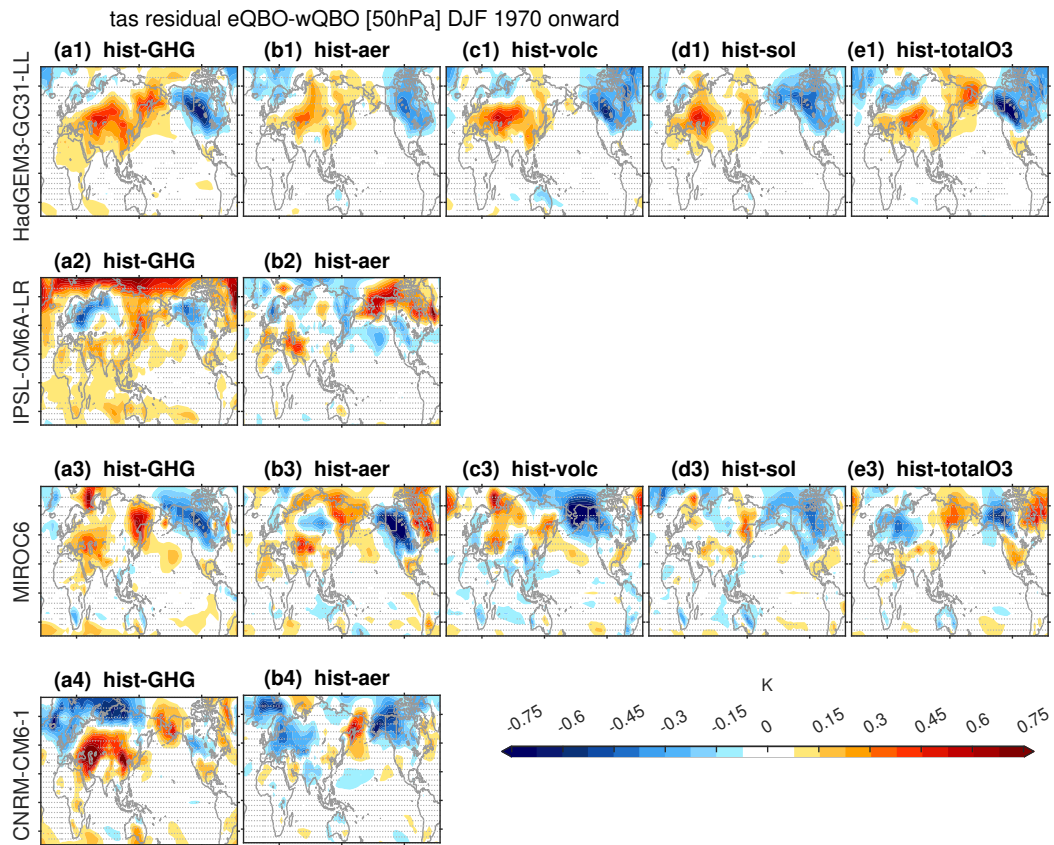 tas residual eQBO-wQBO [50hPa] DJF 1970 onward
HadGEM3-GC31-LL
(a1) hist-GHG
(b1) hist-aer
(c1) hist-volc
(d1) hist-sol
(e1) hist-totalO3
IPSL-CM6A-LR
(a2) hist-GHG
(b2) hist-aer
MIROC6
(a3) hist-GHG
(b3) hist-aer
(c3) hist-volc
(d3) hist-sol
(e3) hist-totalO3
CNRM-CM6-1
(a4) hist-GHG
(b4) hist-aer
K
-0.75 -0.6 -0.45 -0.3 -0.15 0 0.15 0.3 0.45 0.6 0.75